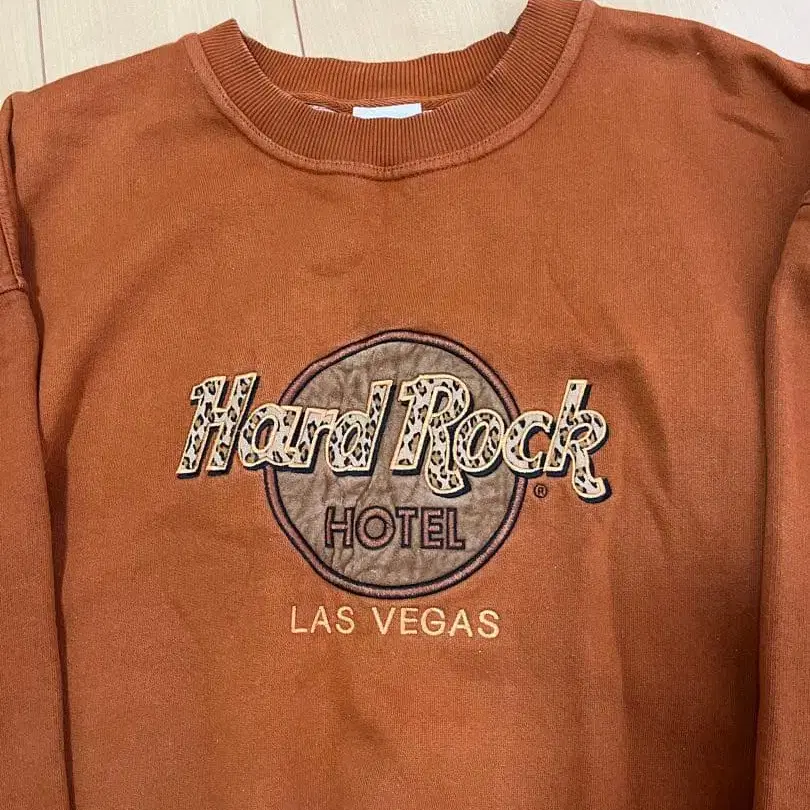 Hard Rock
®
HOTEL
LAS VEGAS